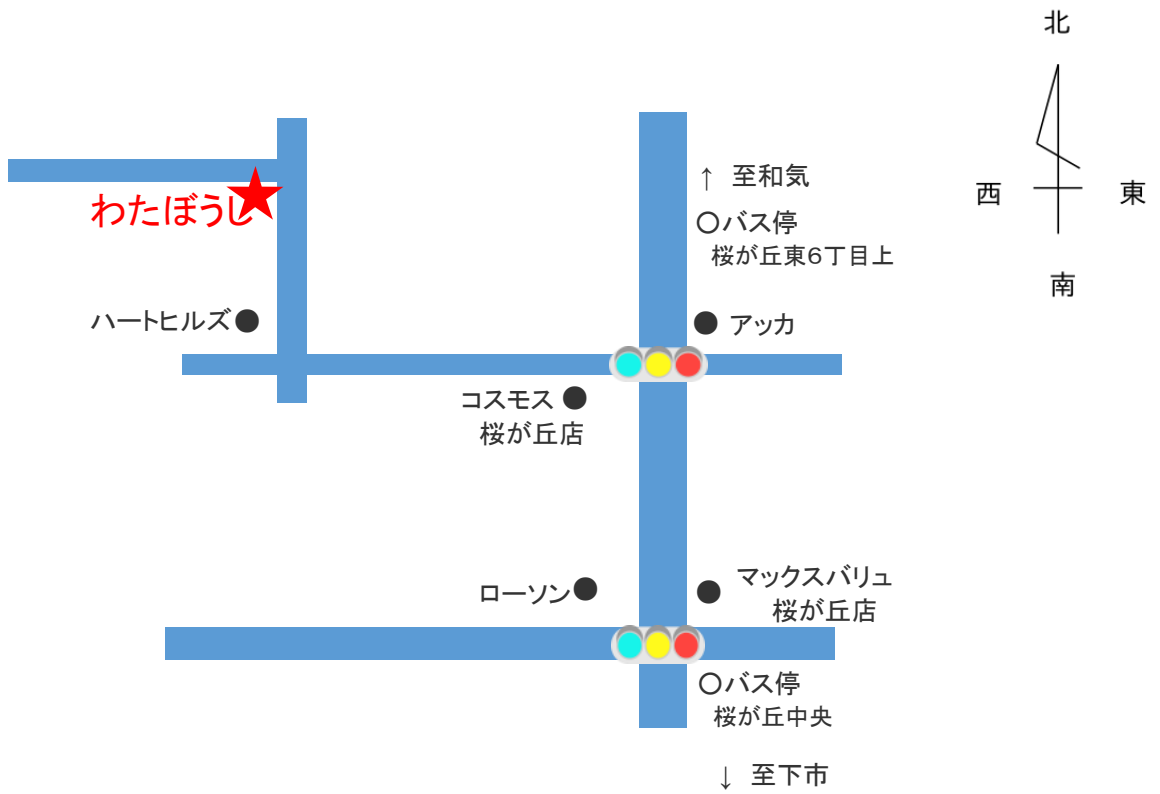 北
西
東
南
↑ 至和気
バス停
桜が丘東6丁目上
わたぼうし
ハートヒルズ
アッカ
コスモス
桜が丘店
ローソン
マックスバリュ
桜が丘店
バス停
桜が丘中央
↓ 至下市